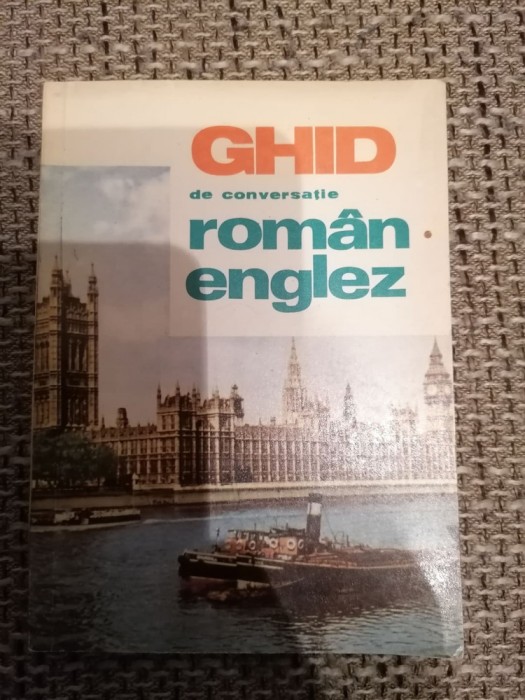 GHID
de conversație
român
englez